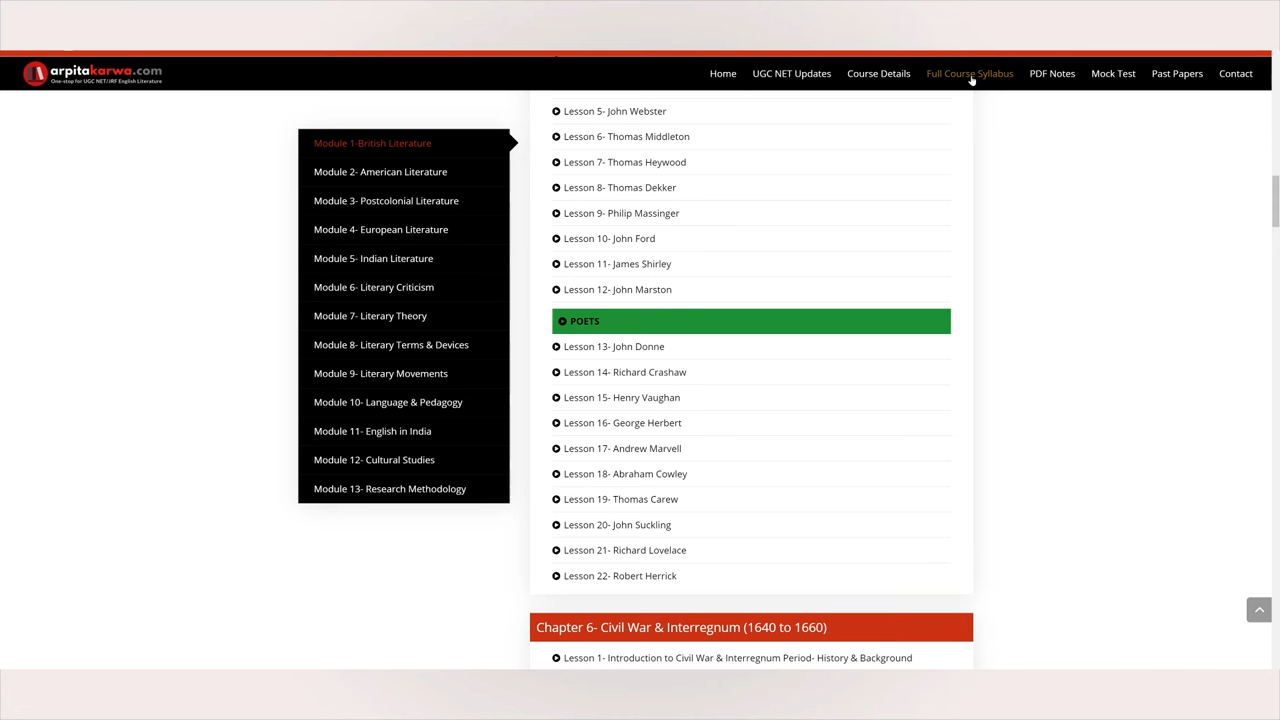 arpitakarwa.com
One-stop for UGC NET/JRF English Literature
Home
UGC NET Updates
Course Details
Full Course Syllabus
PDF Notes
Mock Test
Past Papers
Contact
Module 1-British Literature
Module 2- American Literature
Module 3- Postcolonial Literature
Module 4- European Literature
Module 5- Indian Literature
Module 6- Literary Criticism
Module 7- Literary Theory
Module 8- Literary Terms & Devices
Module 9- Literary Movements
Module 10- Language & Pedagogy
Module 11- English in India
Module 12- Cultural Studies
Module 13- Research Methodology
Lesson 5- John Webster
Lesson 6- Thomas Middleton
Lesson 7- Thomas Heywood
Lesson 8- Thomas Dekker
Lesson 9- Philip Massinger
Lesson 10- John Ford
Lesson 11- James Shirley
Lesson 12- John Marston
POETS
Lesson 13- John Donne
Lesson 14- Richard Crashaw
Lesson 15- Henry Vaughan
Lesson 16- George Herbert
Lesson 17- Andrew Marvell
Lesson 18- Abraham Cowley
Lesson 19- Thomas Carew
Lesson 20- John Suckling
Lesson 21- Richard Lovelace
Lesson 22- Robert Herrick
Chapter 6- Civil War & Interregnum (1640 to 1660)
Lesson 1- Introduction to Civil War & Interregnum Period- History & Background